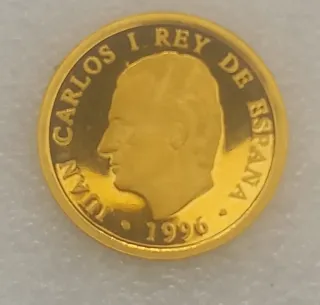 JUAN CARLOS I REY DE ESPAÑA
• 1996 •